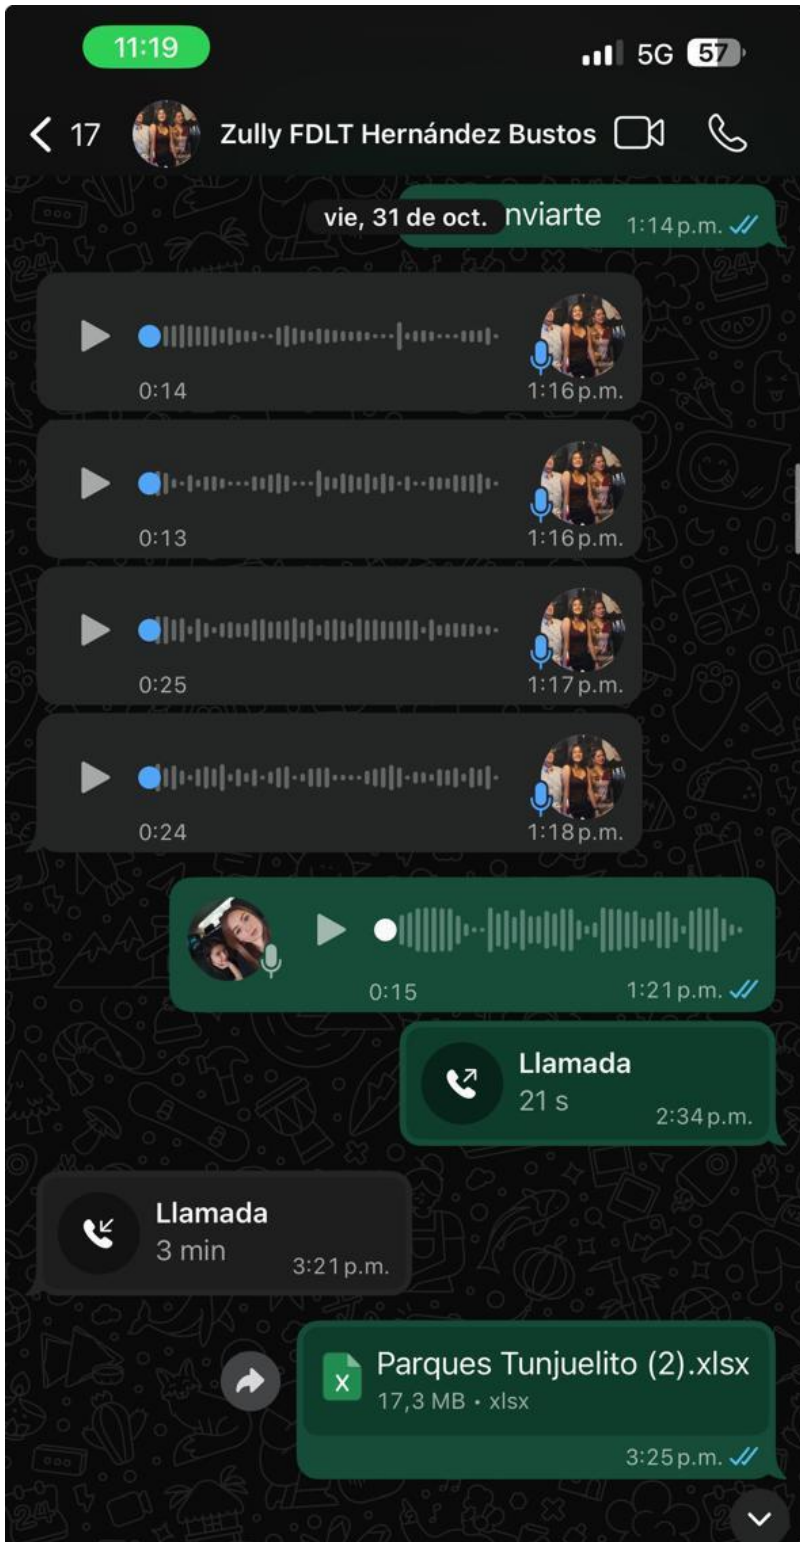 11:19
5G 57
17 Zully FDLT Hernández Bustos
vie, 31 de oct. nviarte 1:14 p.m.
0:14 1:16 p.m.
0:13 1:16 p.m.
0:25 1:17 p.m.
0:24 1:18 p.m.
0:15 1:21 p.m.
Llamada
21 s
2:34 p.m.
Llamada
3 min
3:21 p.m.
X Parques Tunjuelito (2).xlsx
17,3 MB • xlsx
3:25 p.m.